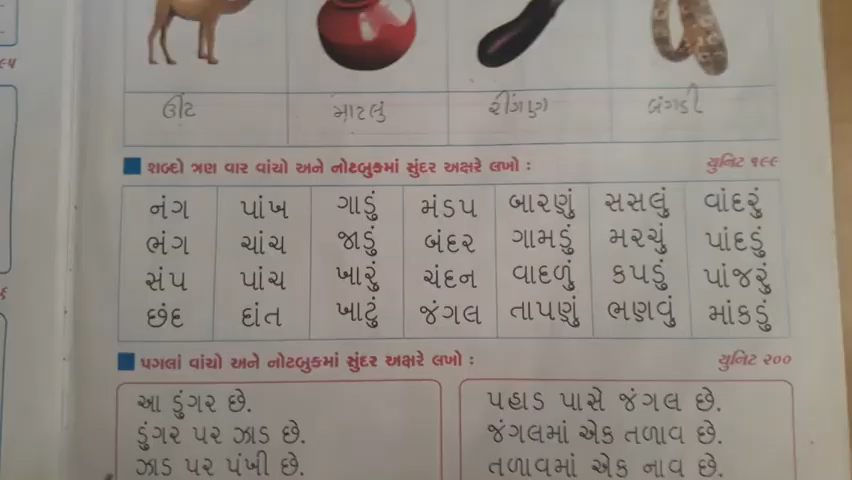 ઊંટ માટલું રીંગણ બંગડી
શબ્દો ત્રણ વાર વાંચો અને નોટબુકમાં સુંદર અક્ષરે લખો : યુનિટ ૧૯૯
નંગ પાંખ ગાડું મંડપ બારણું સસલું વાંદરું
ભંગ ચાંચ જાડું બંદર ગામડું મરચું પાંદડું
સંપ પાંચ ખારું ચંદન વાદળું કપડું પાંજરું
છંદ દાંત ખાટું જંગલ તાપણું ભણવું માંકડું
પગલાં વાંચો અને નોટબુકમાં સુંદર અક્ષરે લખો : યુનિટ ૨૦૦
આ ડુંગર છે.
ડુંગર પર ઝાડ છે.
ઝાડ પર પંખી છે.
પહાડ પાસે જંગલ છે.
જંગલમાં એક તળાવ છે.
તળાવમાં એક નાવ છે.